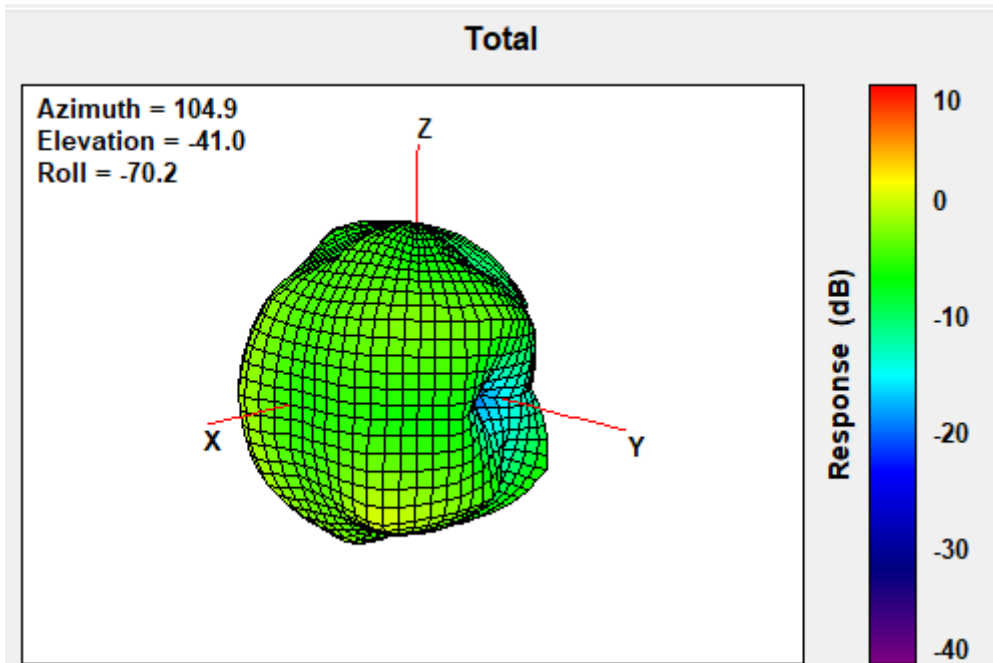 Total
Azimuth = 104.9
Elevation = -41.0
Roll = -70.2
Z
X
Y
10
0
-10
-20
-30
-40
Response (dB)